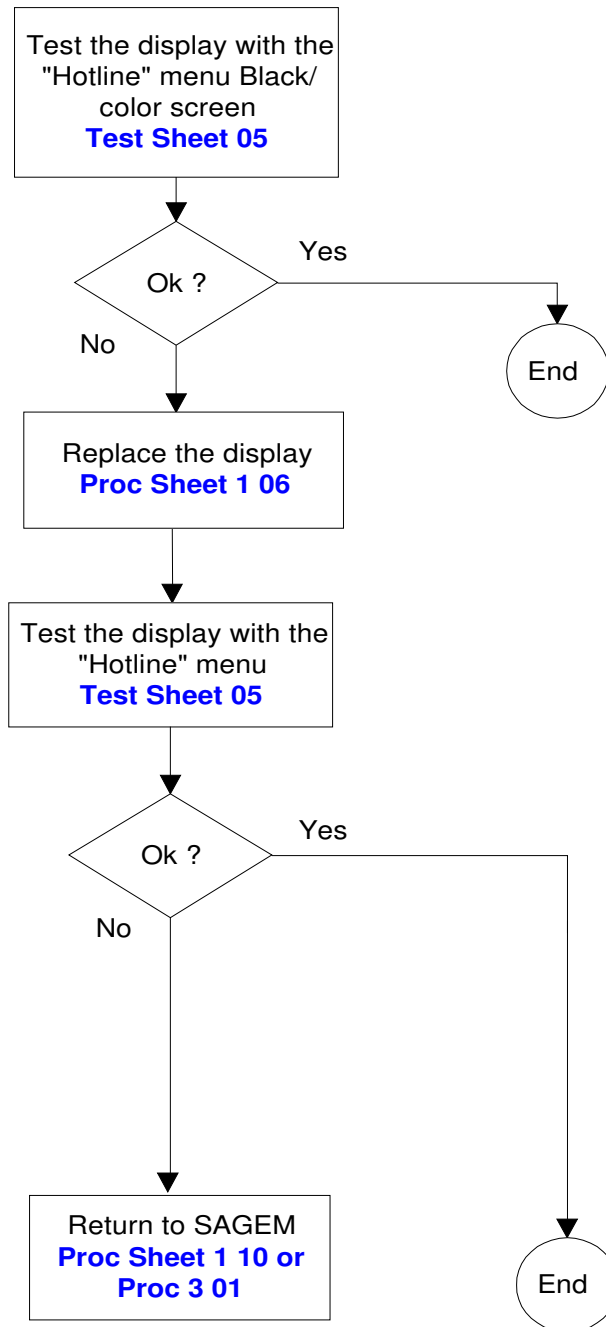 Test the display with the
"Hotline" menu Black/
color screen
Test Sheet 05
Ok ?
Yes
No
End
Replace the display
Proc Sheet 1 06
Test the display with the
"Hotline" menu
Test Sheet 05
Ok ?
Yes
No
Return to SAGEM
Proc Sheet 1 10 or
Proc 3 01
End